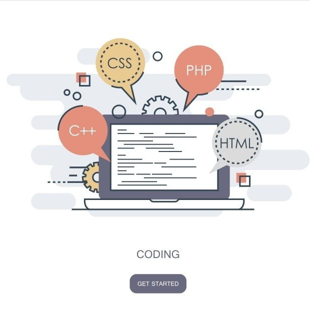 CSS
PHP
C++
HTML
CODING
GET STARTED